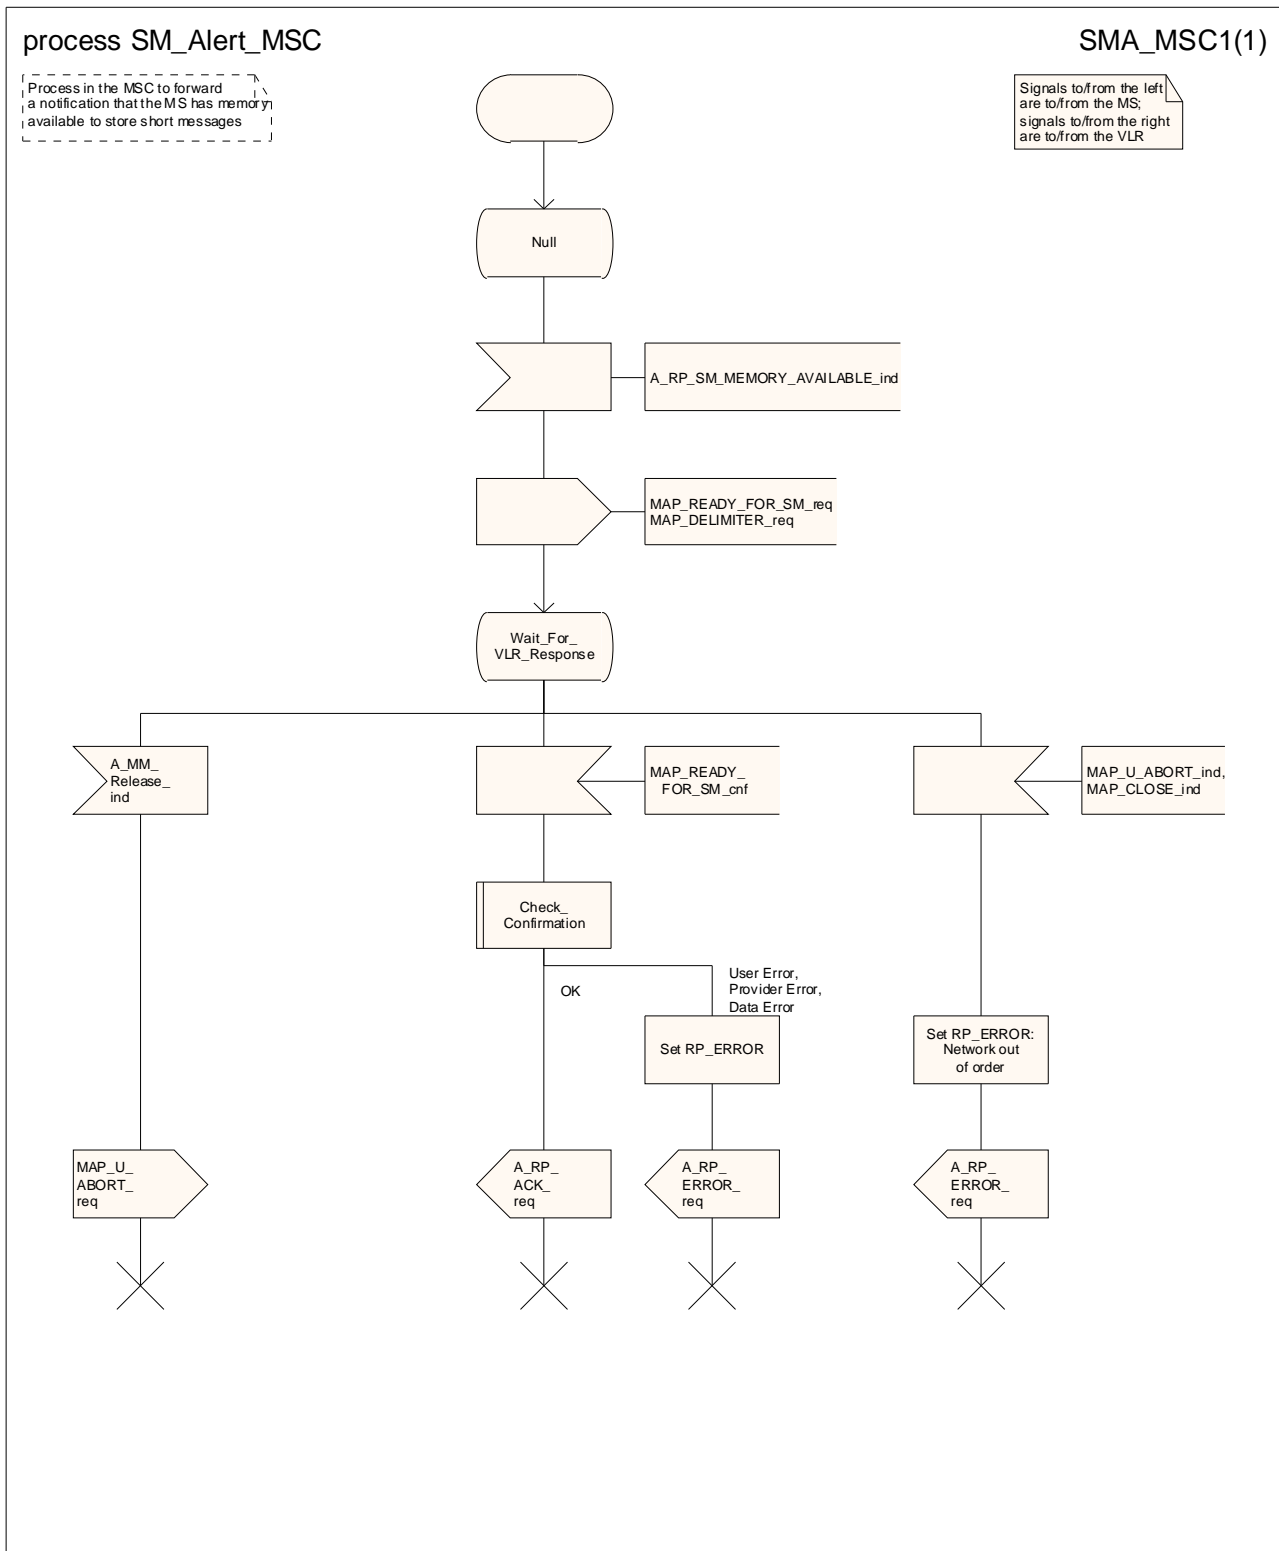 process SM_Alert_MSC
SMA_MSC1(1)
Process in the MSC to forward
a notification that the MS has memory
available to store short messages
Signals to/from the left
are to/from the MS;
signals to/from the right
are to/from the VLR
Null
A_RP_SM_MEMORY_AVAILABLE_ind
MAP_READY_FOR_SM_req
MAP_DELIMITER_req
Wait_For_
VLR_Response
A_MM_
Release_
ind
MAP_READY_
FOR_SM_cnf
MAP_U_ABORT_ind,
MAP_CLOSE_ind
Check_
Confirmation
OK
User Error,
Provider Error,
Data Error
Set RP_ERROR
Set RP_ERROR:
Network out
of order
MAP_U_
ABORT_
req
A_RP_
ACK_
req
A_RP_
ERROR_
req
A_RP_
ERROR_
req